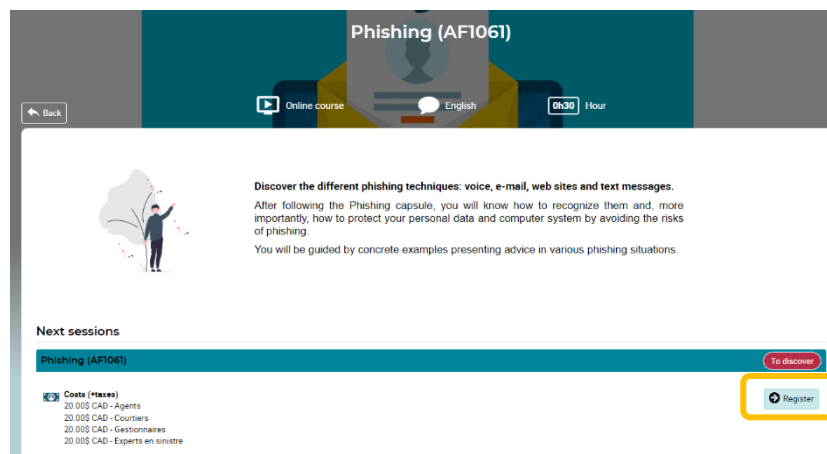 Phishing (AF1061)
Back
Online course
English
0h30 Hour
Discover the different phishing techniques: voice, e-mail, web sites and text messages.
After following the Phishing capsule, you will know how to recognize them and, more
importantly, how to protect your personal data and computer system by avoiding the risks
of phishing.
You will be guided by concrete examples presenting advice in various phishing situations.
Next sessions
Phishing (AF1061)
To discover
Costs (+taxes)
20.00$ CAD - Agents
20.00$ CAD - Courtiers
20.00$ CAD - Gestionnaires
20.00$ CAD - Experts en sinistre
Register